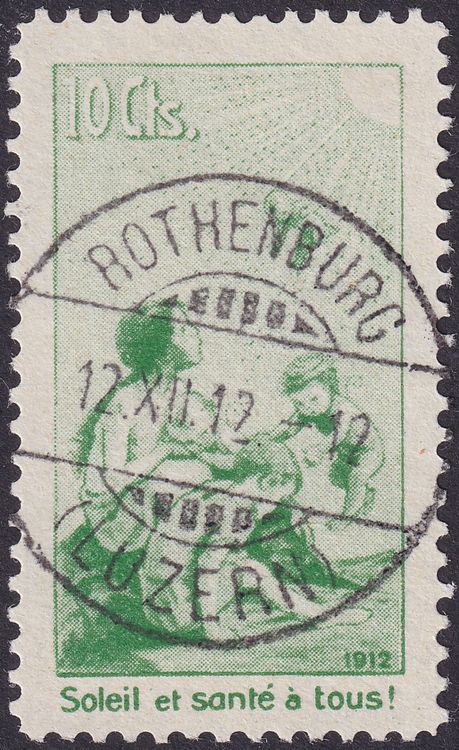 10 Cts.
ROTHENBURG
12.XII.12.-12
(LUZERN)
1912
Soleil et santé à tous!